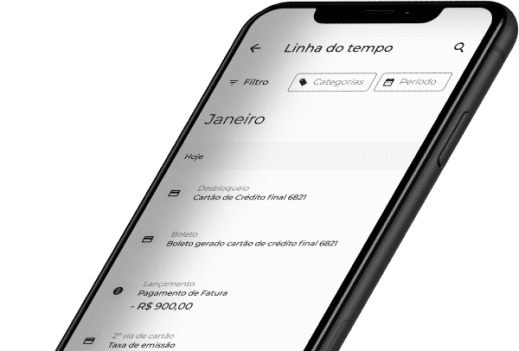 Linha do tempo
Filtro
Categorias
Período
Janeiro
Hoje
Desbloqueio
Cartão de Crédito final 6821
Boleto
Boleto gerado cartão de crédito final 6821
Lançamento
Pagamento de Fatura
- R$ 900,00
2ª via de cartão
Taxa de emissão